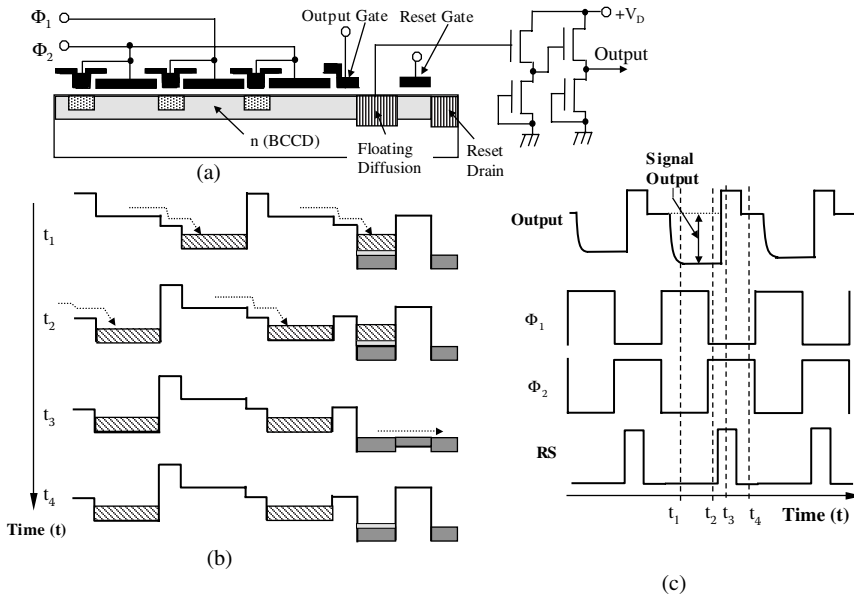 Φ1
Φ2
Output Gate
Reset Gate
+VD
Output
n (BCCD)
Floating Diffusion
Reset Drain
(a)
t1
t2
t3
t4
Time (t)
(b)
Signal Output
Output
Φ1
Φ2
RS
t1 t2 t3 t4 Time (t)
(c)